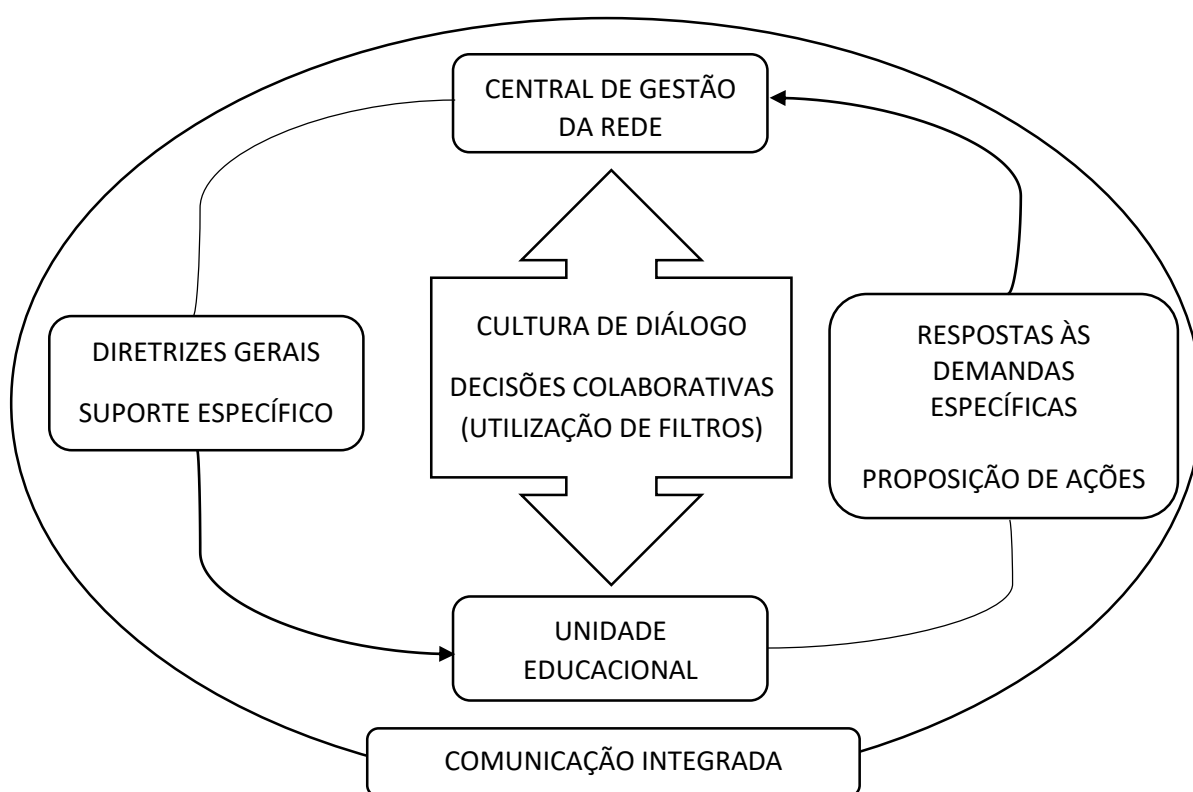 CENTRAL DE GESTÃO
DA REDE
DIRETRIZES GERAIS
SUPORTE ESPECÍFICO
CULTURA DE DIÁLOGO
DECISÕES COLABORATIVAS
(UTILIZAÇÃO DE FILTROS)
RESPOSTAS ÀS
DEMANDAS
ESPECÍFICAS
PROPOSIÇÃO DE AÇÕES
UNIDADE
EDUCACIONAL
COMUNICAÇÃO INTEGRADA